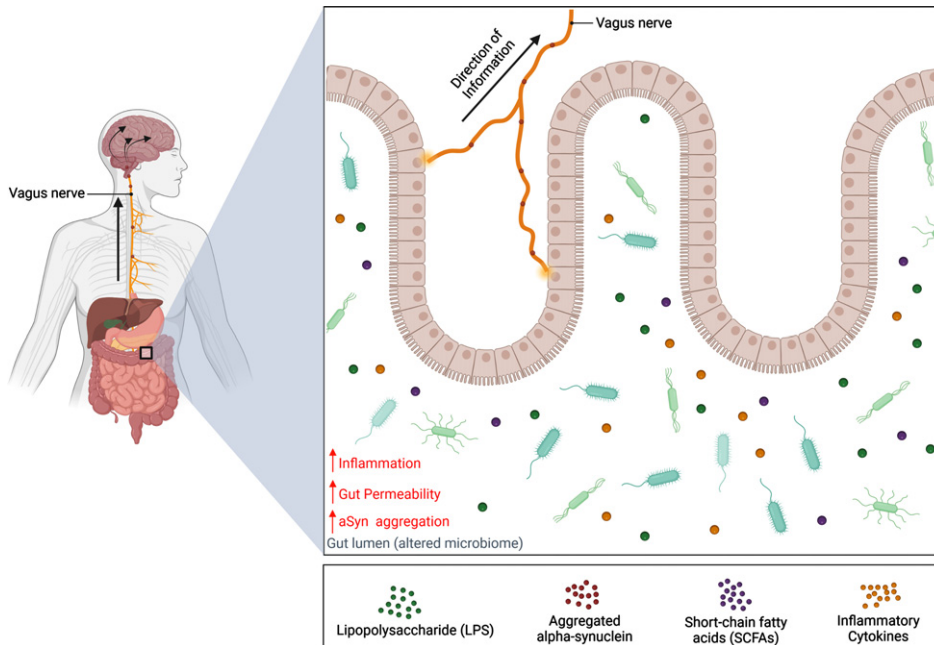 Vagus nerve
Direction of
Information
Vagus nerve
Inflammation
Gut Permeability
aSyn aggregation
Gut lumen (altered microbiome)
Lipopolysaccharide (LPS)
Aggregated
alpha-synuclein
Short-chain fatty
acids (SCFAs)
Inflammatory
Cytokines